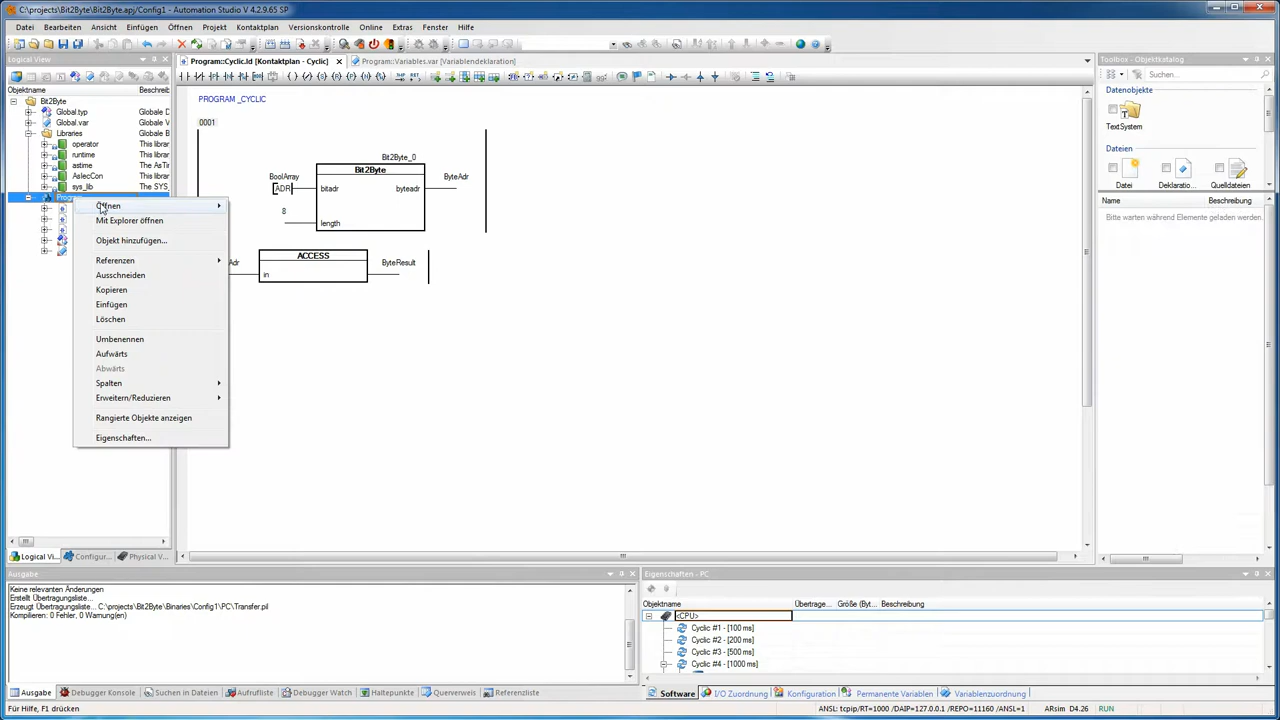 C:\projects\Bit2Byte\Bit2Byte.apj/Config1 - Automation Studio V 4.2.9.65 SP
Datei Bearbeiten Ansicht Einfügen Öffnen Projekt Kontaktplan Versionskontrolle Online Extras Fenster Hilfe
Logical View
Program::Cyclic.ld [Kontaktplan - Cyclic]
Program::Variables.var [Variablendeklaration]
Toolbox - Objektkatalog
Suchen...
Objektname Beschreib
Bit2Byte
Global.typ Globale D
Global.var Globale V
Libraries Globale B
operator This librar
runtime This librar
astime The AsTin
AsIecCon This librar
sys_lib The SYS_
Program
Öffnen
Mit Explorer öffnen
Objekt hinzufügen...
Referenzen
Ausschneiden
Kopieren
Einfügen
Löschen
Umbenennen
Aufwärts
Abwärts
Spalten
Erweitern/Reduzieren
Rangierte Objekte anzeigen
Eigenschaften...
PROGRAM _CYCLIC
0001
Bit2Byte_0
BoolArray Bit2Byte ByteAdr
ADR bitadr byteadr
8
length
Adr ACCESS ByteResult
in
Datenobjekte
TextSystem
Dateien
Datei Deklaratio... Quelldateien
Name Beschreibung
Bitte warten während Elemente geladen werden.
Logical Vi... Configur... Physical V...
Ausgabe
Keine relevanten Änderungen
Erstellt Übertragungsliste...
Erzeugt Übertragungsliste... C:\projects\Bit2Byte\Binaries\Config1\PC\Transfer.pil
Kompilieren: 0 Fehler, 0 Warnung(en)
Eigenschaften - PC
Objektname Übertrage... Größe (Byt... Beschreibung
<CPU>
Cyclic #1 - [100 ms]
Cyclic #2 - [200 ms]
Cyclic #3 - [500 ms]
Cyclic #4 - [1000 ms]
Ausgabe Debugger Konsole Suchen in Dateien Aufrufliste Debugger Watch Haltepunkte Querverweis Referenzliste
Software I/O Zuordnung Konfiguration Permanente Variablen Variablenzuordnung
Für Hilfe, F1 drücken
ANSL: tcpip/RT=1000 /DAIP=127.0.0.1 /REPO=11160 /ANSL=1 ARsim D4.26 RUN